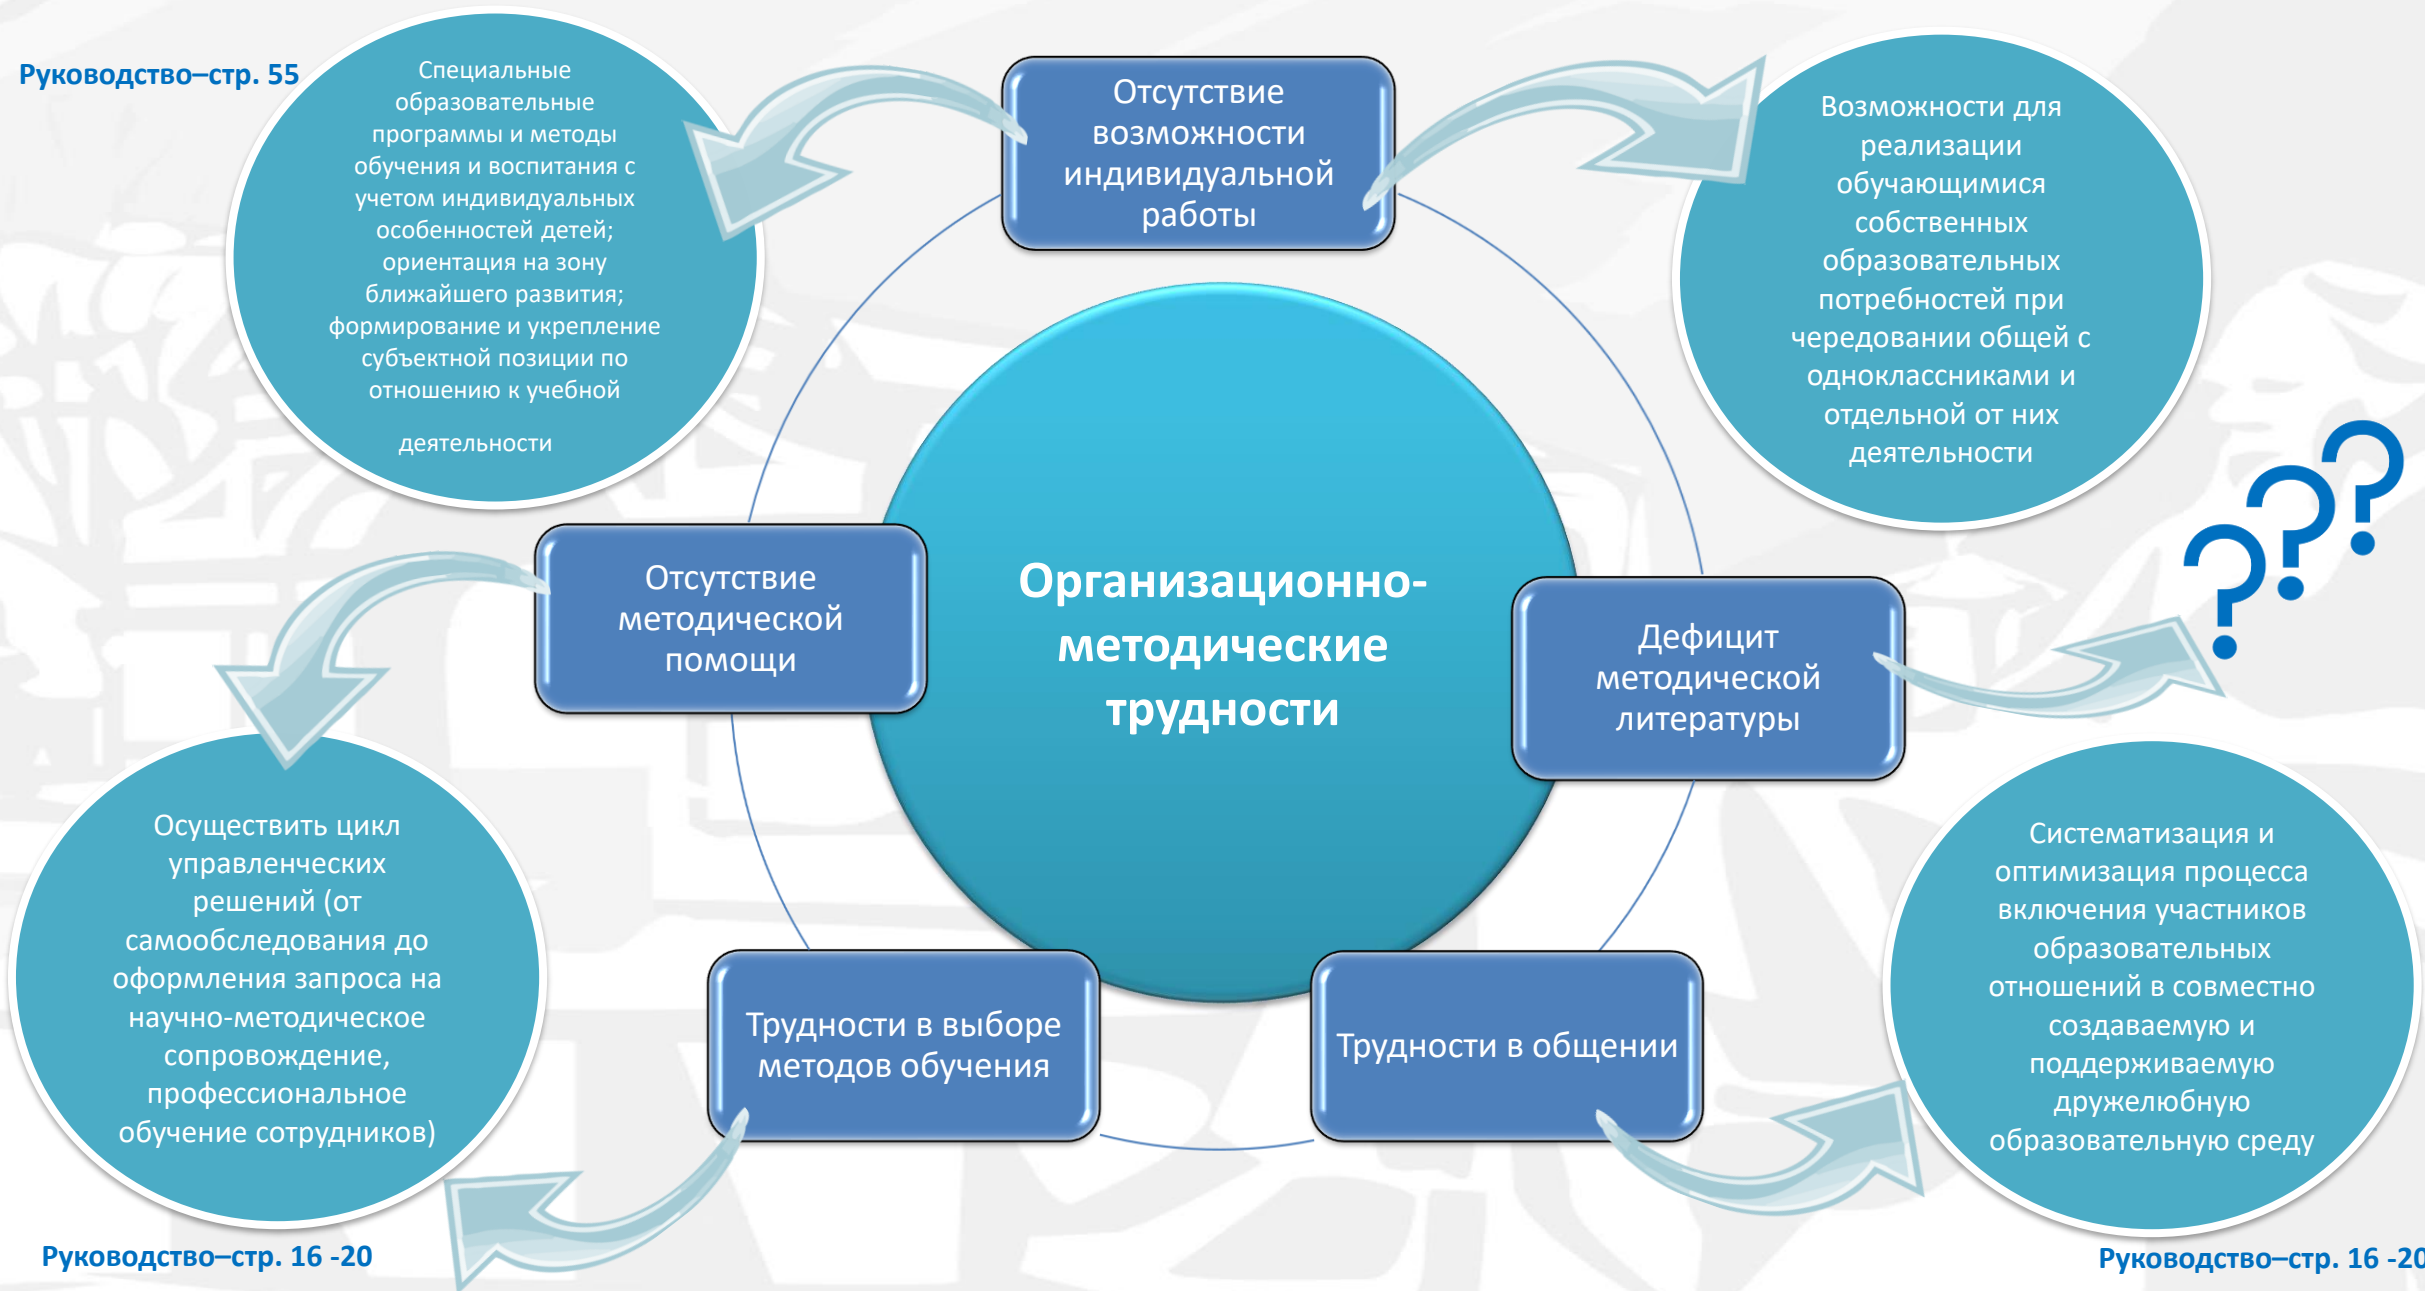 Руководство–стр. 55
Специальные
образовательные
программы и методы
обучения и воспитания с
учетом индивидуальных
особенностей детей;
ориентация на зону
ближайшего развития;
формирование и укрепление
субъектной позиции по
отношению к учебной
деятельности
Отсутствие
возможности
индивидуальной
работы
Возможности для
реализации
обучающимися
собственных
образовательных
потребностей при
чередовании общей с
одноклассниками и
отдельной от них
деятельности
???
Отсутствие
методической
помощи
Организационно-
методические
трудности
Дефицит
методической
литературы
Осуществить цикл
управленческих
решений (от
самообследования до
оформления запроса на
научно-методическое
сопровождение,
профессиональное
обучение сотрудников)
Трудности в выборе
методов обучения
Трудности в общении
Систематизация и
оптимизация процесса
включения участников
образовательных
отношений в совместно
создаваемую и
поддерживаемую
дружелюбную
образовательную среду
Руководство–стр. 16 -20
Руководство–стр. 16 -20